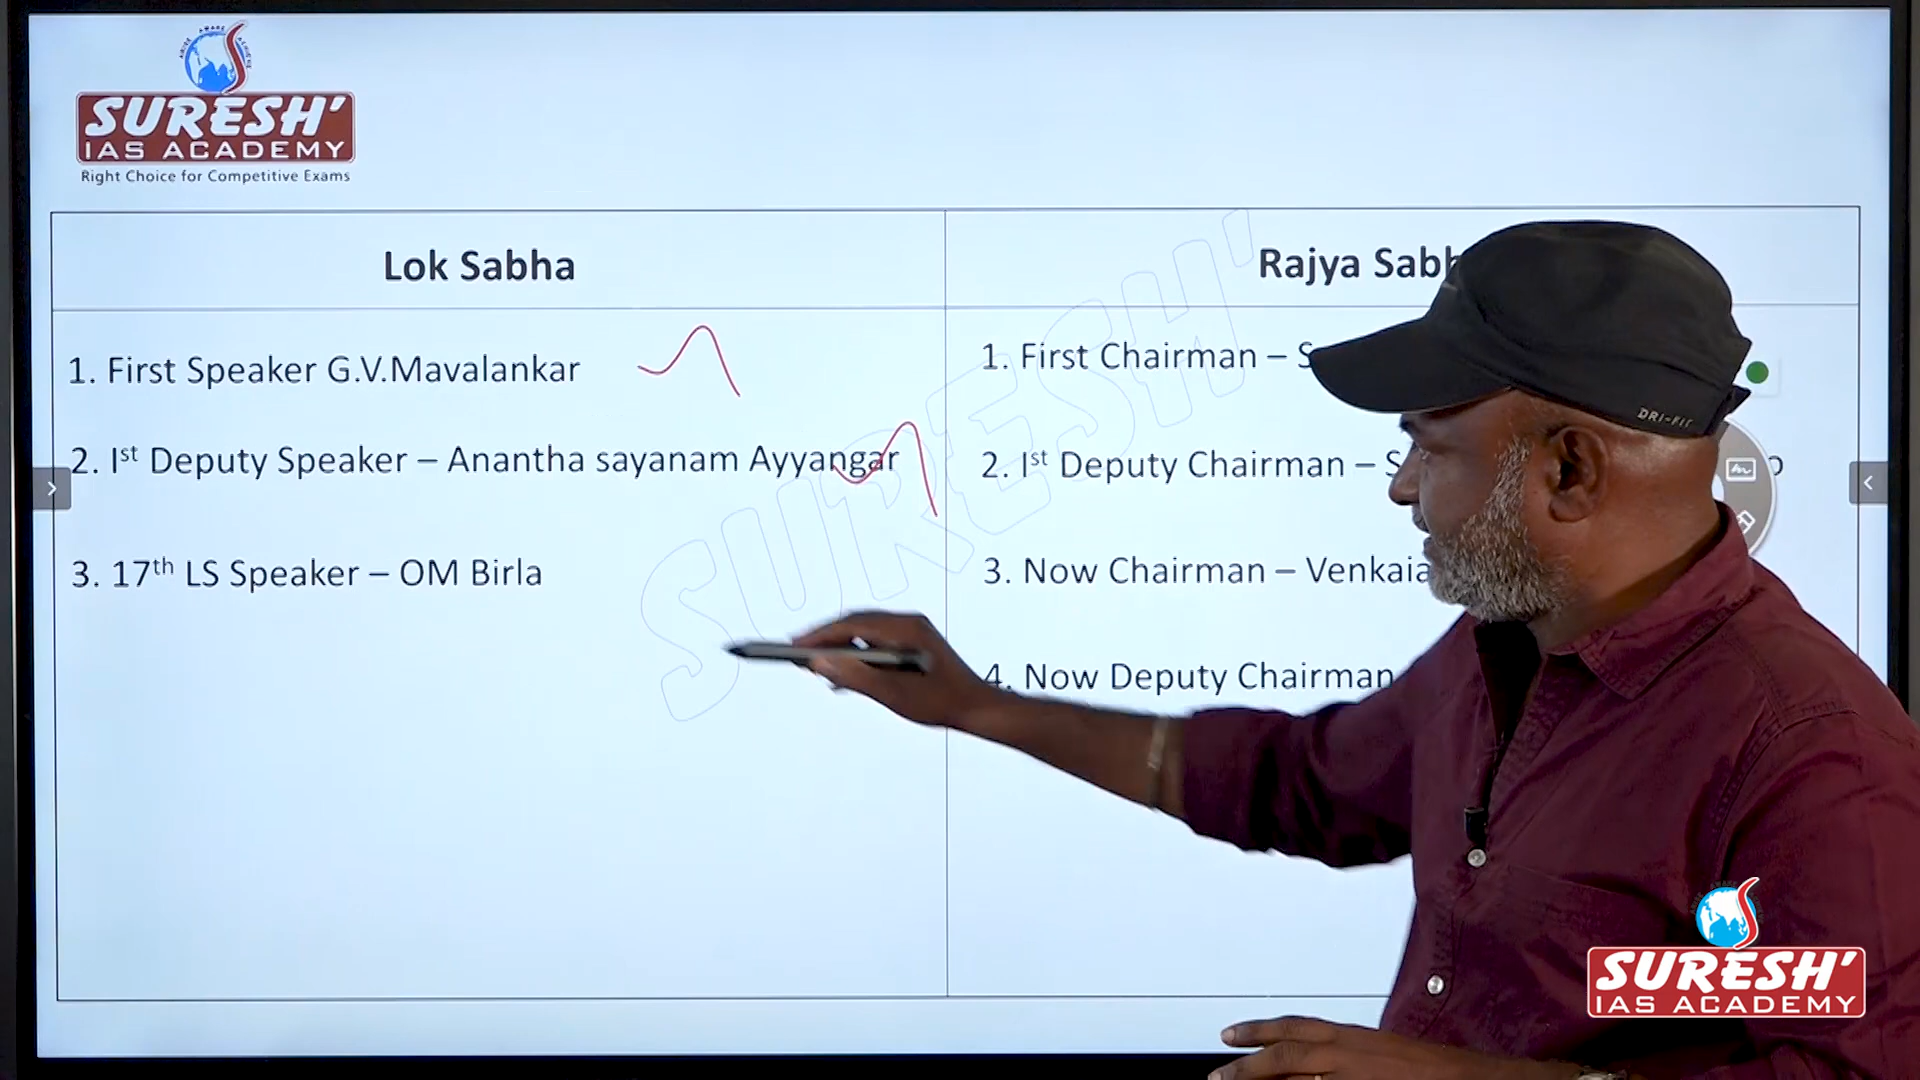 SURESH'
IAS ACADEMY
Right Choice for Competitive Exams
Lok Sabha
1. First Speaker G.V.Mavalankar
2. Ist Deputy Speaker – Anantha sayanam Ayyangar
3. 17th LS Speaker – OM Birla
Rajya
1. First Chairman –
2. Ist Deputy Chairman –
3. Now Chairman –
4. Now Deputy Chairman
SURESH'
DRI-FIT
SURESH'
IAS ACADEMY